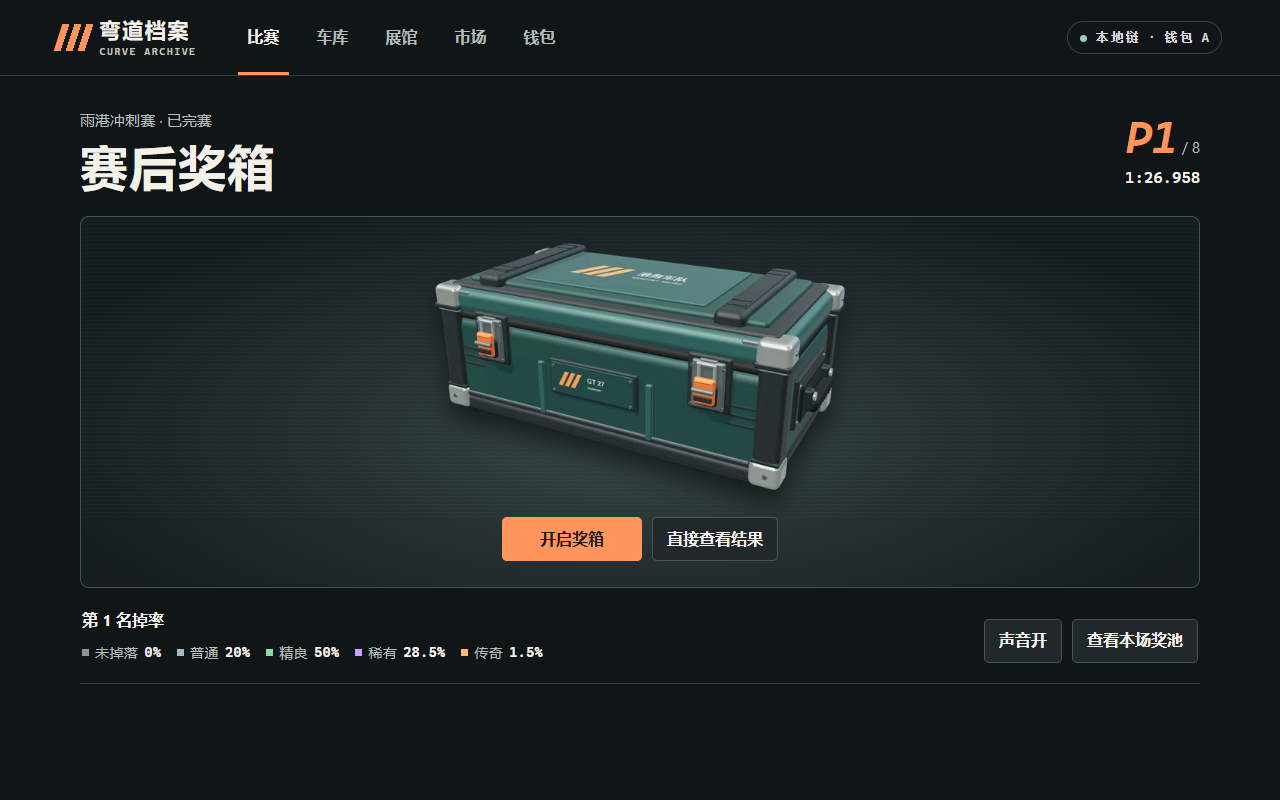 弯道档案
CURVE ARCHIVE
比赛 车库 展馆 市场 钱包
本地链 · 钱包 A
雨港冲刺赛 · 已完赛
赛后奖箱
P1 / 8
1:26.958
GT 27
开启奖箱
直接查看结果
第 1 名掉率
未掉落 0% 普通 20% 精良 50% 稀有 28.5% 传奇 1.5%
声音开
查看本场奖池